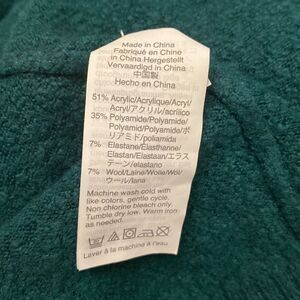 Made in China
Fabriqué en Chine
in China Hergestellt
Vervaardigd in China
中国製
Hecho en China
51% Acrylic/Acrylique/Acryl/
Acryl/アクリル/acrílico
35% Polyamide/Polyamide/
Polyamid/Polyamide/ポ
リアミド/poliamida
7% Elastane/Élasthanne/
Elastan/Elastaan/エラス
テーン/elastano
7% Wool/Laine/Wolle/Wol/
ウール/lana
Machine wash cold with
like colors, gentle cycle.
Non chlorine bleach only.
Tumble dry low. Warm iron
as needed.
Laver à la machine à l'eau